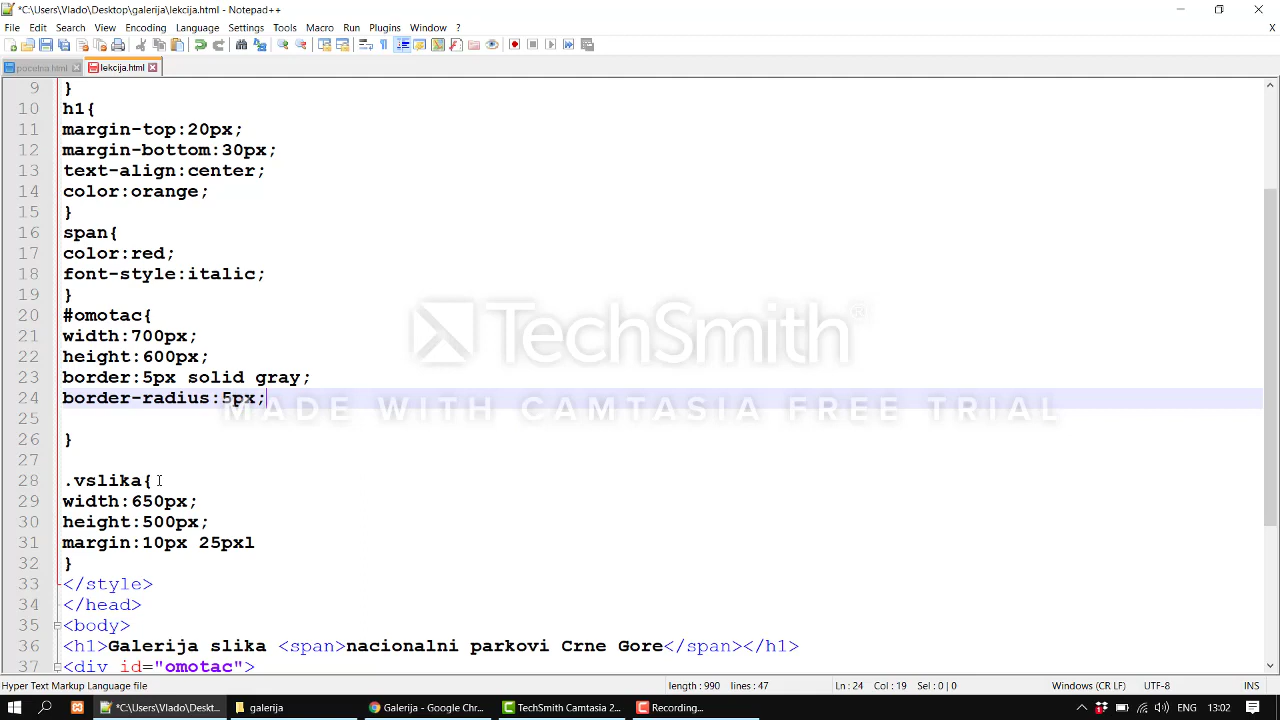 *C:\Users\Vlado\Desktop\galerija\lekcija.html - Notepad++
File Edit Search View Encoding Language Settings Tools Macro Run Plugins Window ?
X
pocetna.html lekcija.html
9 }
10 h1{
11 margin-top:20px;
12 margin-bottom:30px;
13 text-align:center;
14 color:orange;
15 }
16 span{
17 color:red;
18 font-style:italic;
19 }
20 #omotac{
21 width:700px;
22 height:600px;
23 border:5px solid gray;
24 border-radius:5px;
25
26 }
27
28 .vslika{
29 width:650px;
30 height:500px;
31 margin:10px 25pxl
32 }
33 </style>
34 </head>
35 <body>
36 <h1>Galerija slika <span>nacionalni parkovi Crne Gore</span></h1>
37 <div id="omotac">
TechSmith®
MADE WITH CAMTASIA FREE TRIAL
Hyper Text Markup Language file length : 990 lines : 47 Ln : 24 Col : 19 Sel : 0 | 0 Windows (CR LF) UTF-8 INS
*C:\Users\Vlado\Deskt... galerija Galerija - Google Chr... TechSmith Camtasia 2... Recording... ENG 13:02